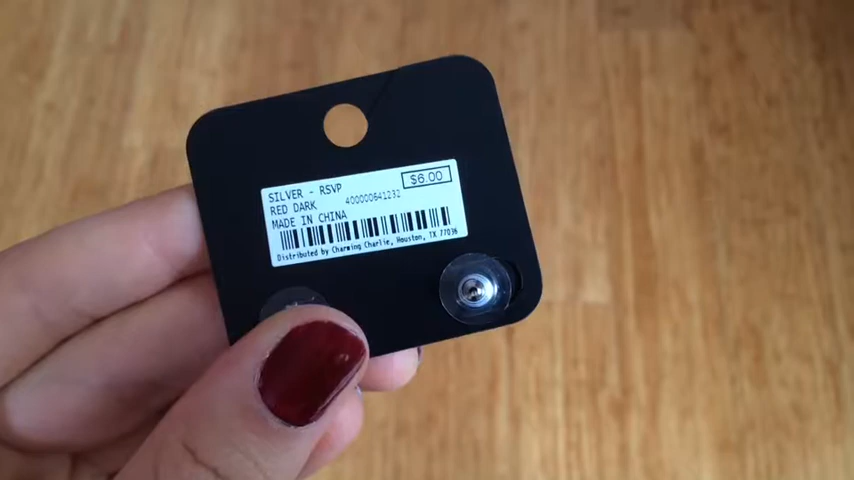 SILVER - RSVP
$6.00
RED DARK 400000641232
MADE IN CHINA
Distributed by Charming Charlie, Houston, TX 77036